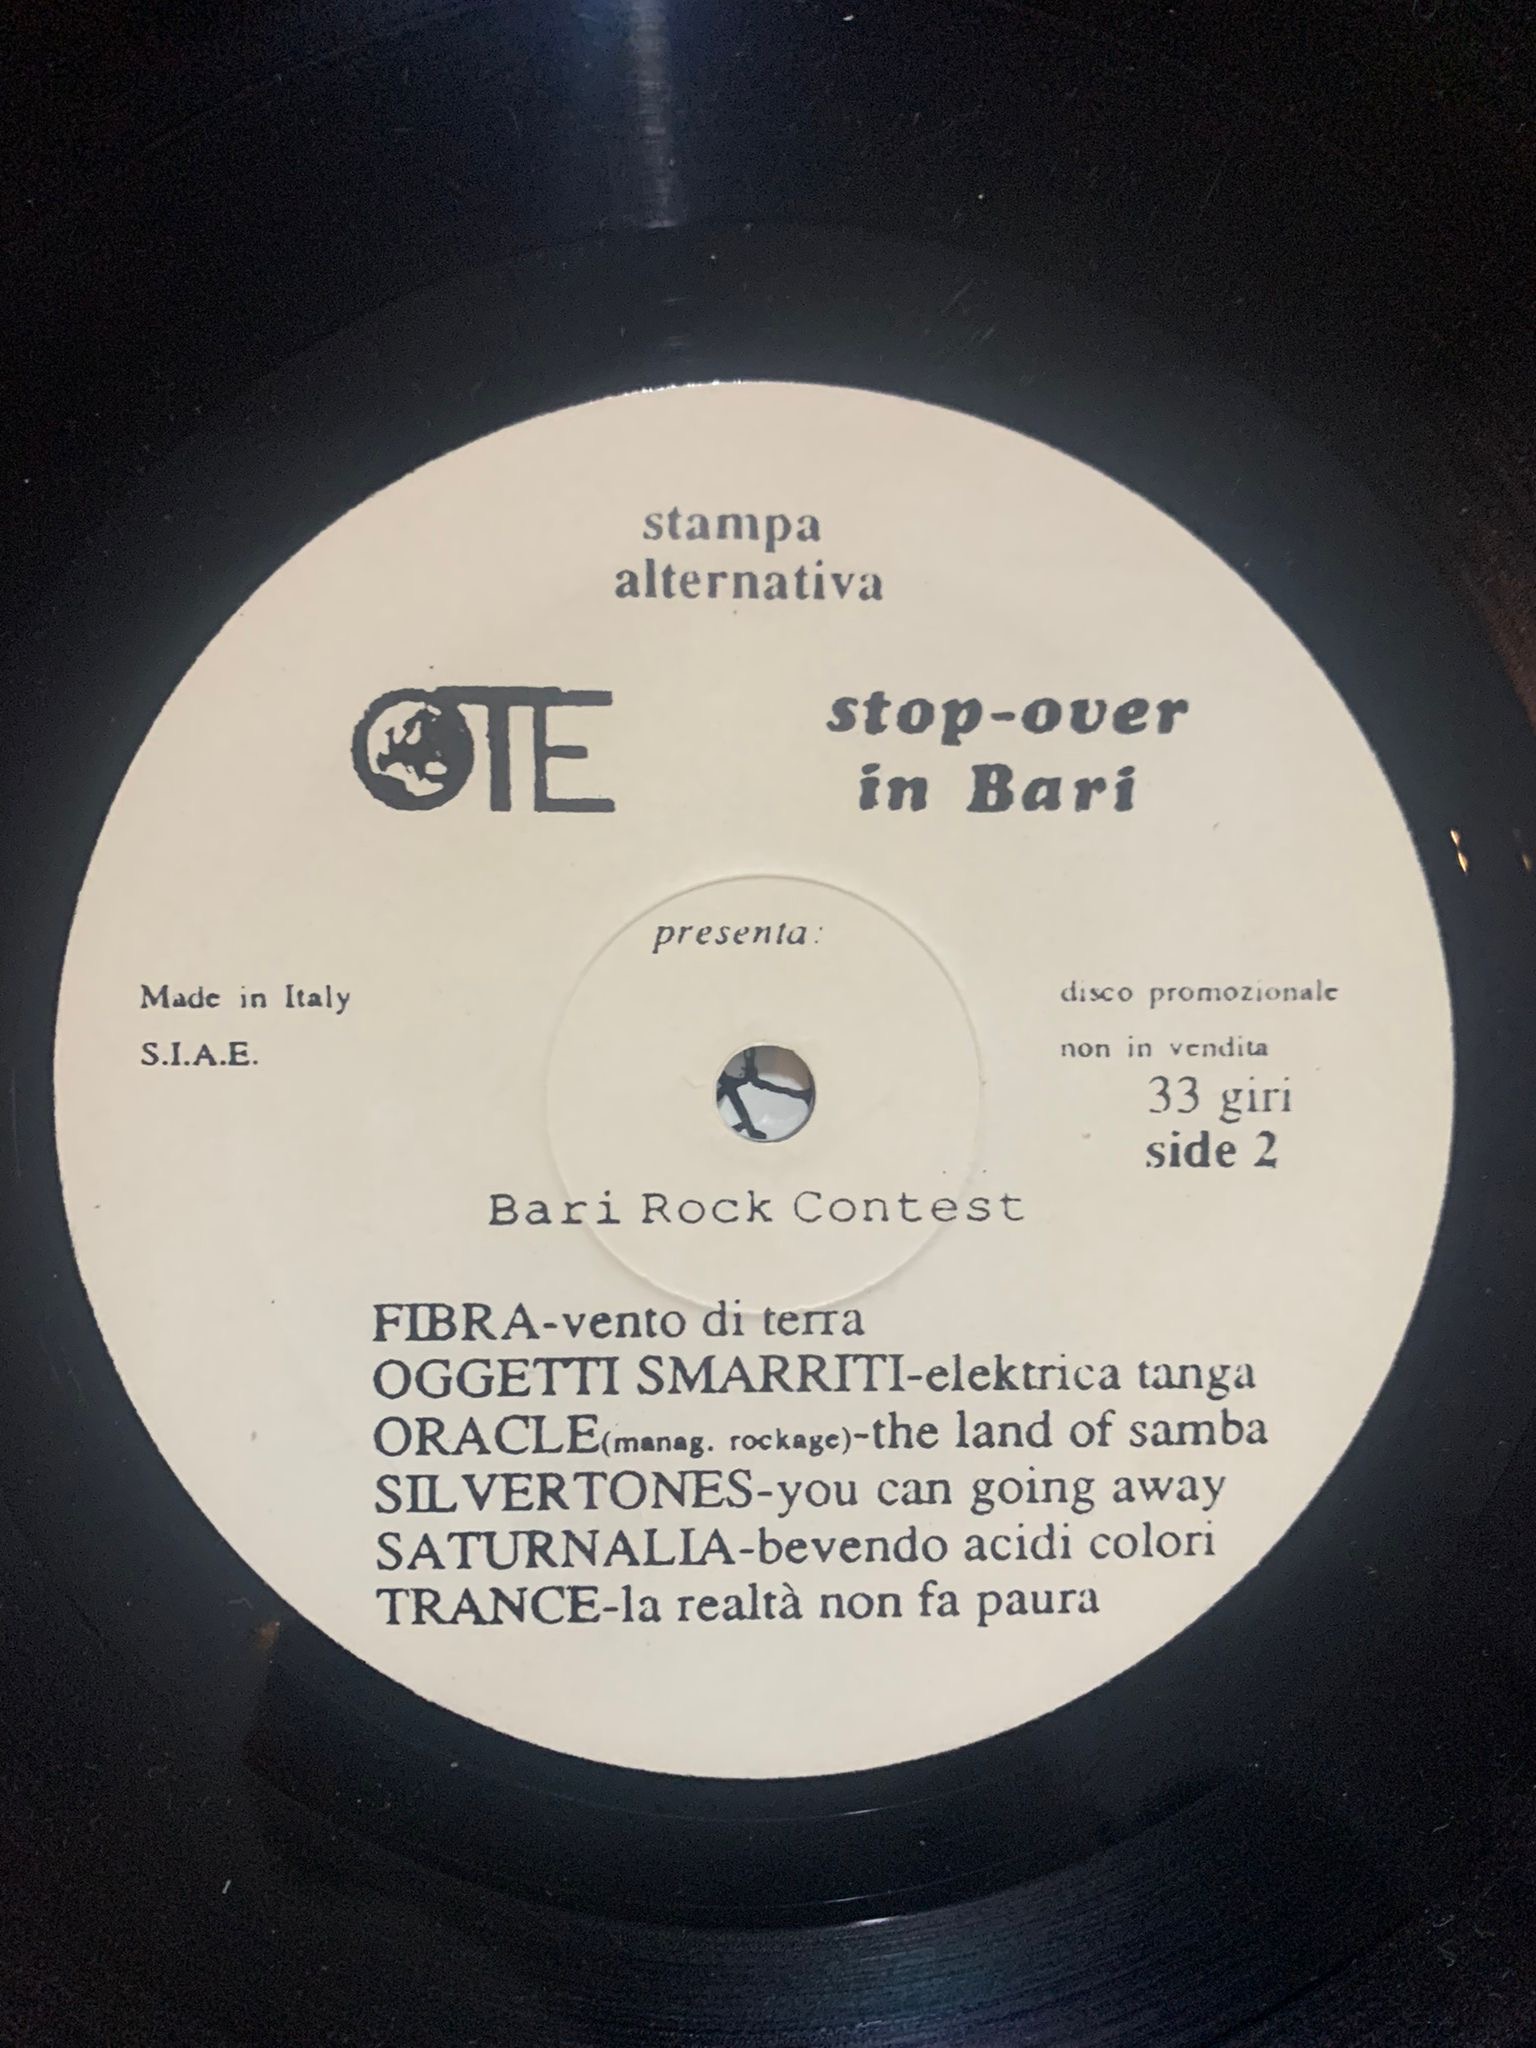 stampa
alternativa
OTE
stop-over
in Bari
presenta:
Made in Italy
S.I.A.E.
disco promozionale
non in vendita
33 giri
side 2
Bari Rock Contest
FIBRA-vento di terra
OGGETTI SMARRITI-elektrica tanga
ORACLE(manag. rockage)-the land of samba
SILVERTONES-you can going away
SATURNALIA-bevendo acidi colori
TRANCE-la realtà non fa paura